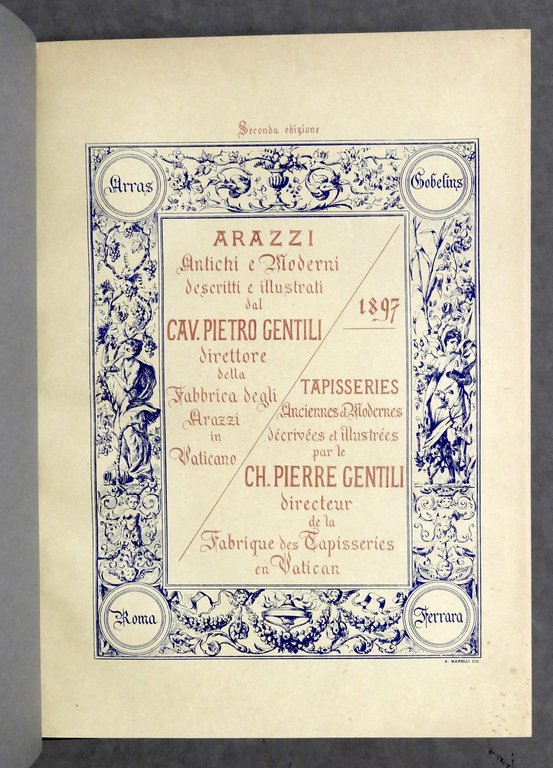 Seconda edizione
Arras
Gobelins
ARAZZI
Antichi e Moderni
descritti e illustrati
dal
CAV. PIETRO GENTILI
direttore
della
Fabbrica degli
Arazzi
in
Vaticano
1897
TAPISSERIES
Anciennes & Modernes
décrivées et illustrées
par le
CH. PIERRE GENTILI
directeur
de la
Fabrique des Tapisseries
en Vatican
Roma
Ferrara
A. MANELLI DIS.